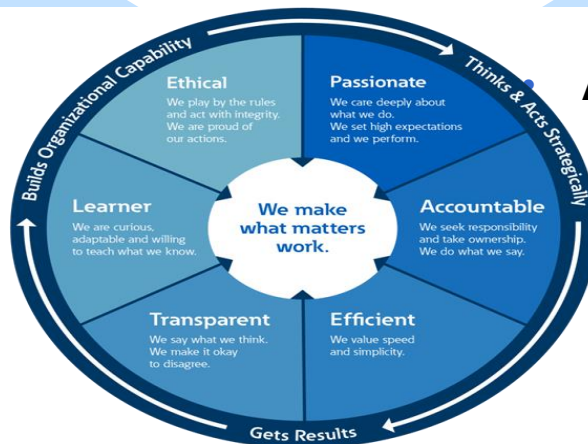 Builds Organizational Capability
Thinks & Acts Strategically
Gets Results
Ethical
We play by the rules
and act with integrity.
We are proud of
our actions.
Passionate
We care deeply about
what we do.
We set high expectations
and we perform.
Learner
We are curious,
adaptable and willing
to teach what we know.
We make
what matters
work.
Accountable
We seek responsibility
and take ownership.
We do what we say.
Transparent
We say what we think.
We make it okay
to disagree.
Efficient
We value speed
and simplicity.